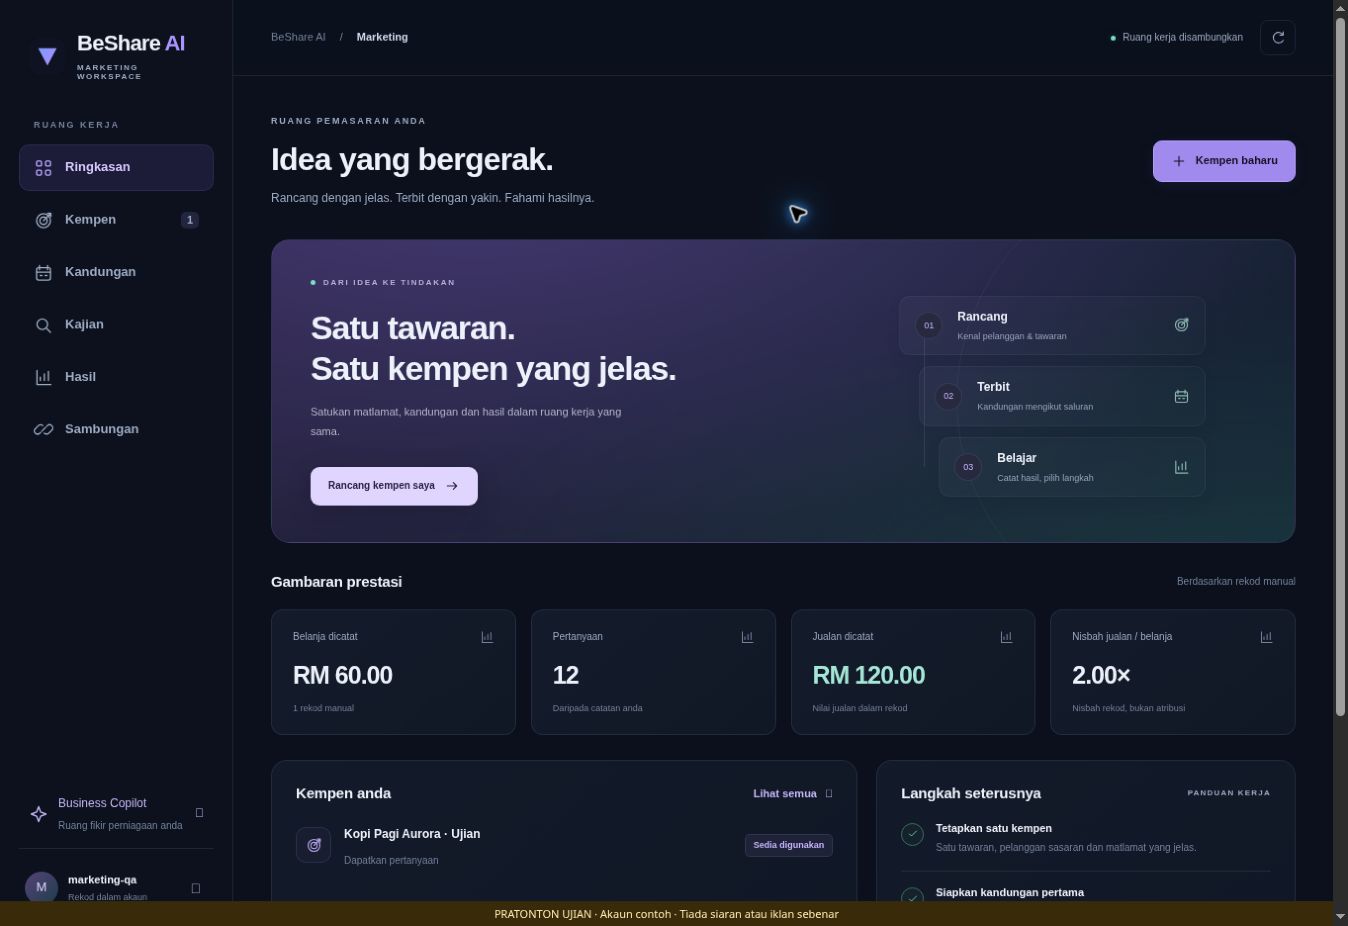 BeShare AI
MARKETING
WORKSPACE
RUANG KERJA
Ringkasan
Kempen
1
Kandungan
Kajian
Hasil
Sambungan
Business Copilot
Ruang fikir perniagaan anda
M
marketing-qa
Rekod dalam akaun
BeShare AI / Marketing
Ruang kerja disambungkan
RUANG PEMASARAN ANDA
Idea yang bergerak.
Rancang dengan jelas. Terbit dengan yakin. Fahami hasilnya.
Kempen baharu
DARI IDEA KE TINDAKAN
Satu tawaran.
Satu kempen yang jelas.
Satukan matlamat, kandungan dan hasil dalam ruang kerja yang
sama.
Rancang kempen saya
01
Rancang
Kenal pelanggan & tawaran
02
Terbit
Kandungan mengikut saluran
03
Belajar
Catat hasil, pilih langkah
Gambaran prestasi
Berdasarkan rekod manual
Belanja dicatat
RM 60.00
1 rekod manual
Pertanyaan
12
Daripada catatan anda
Jualan dicatat
RM 120.00
Nilai jualan dalam rekod
Nisbah jualan / belanja
2.00×
Nisbah rekod, bukan atribusi
Kempen anda
Lihat semua
Kopi Pagi Aurora · Ujian
Dapatkan pertanyaan
Sedia digunakan
Langkah seterusnya
PANDUAN KERJA
Tetapkan satu kempen
Satu tawaran, pelanggan sasaran dan matlamat yang jelas.
Siapkan kandungan pertama
PRATONTON UJIAN · Akaun contoh · Tiada siaran atau iklan sebenar